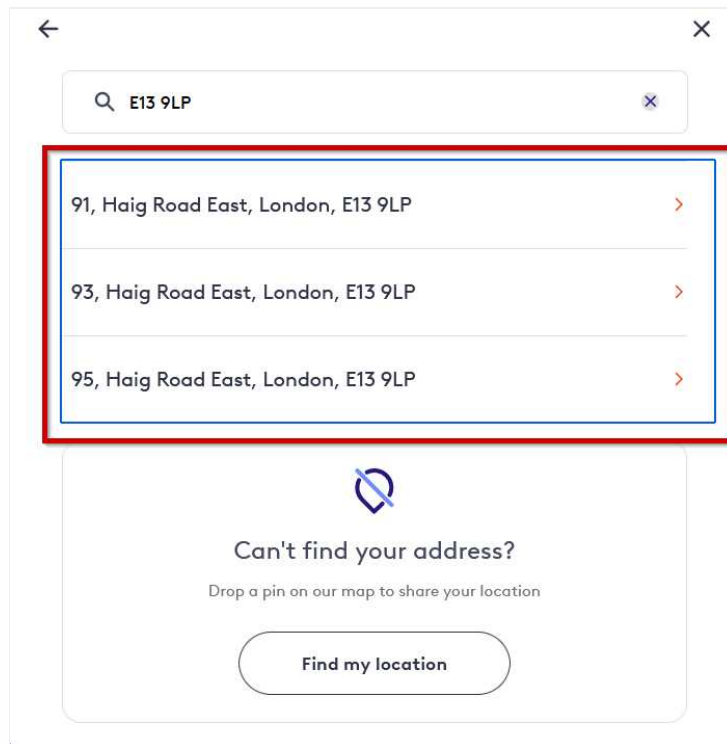 E13 9LP
91, Haig Road East, London, E13 9LP
93, Haig Road East, London, E13 9LP
95, Haig Road East, London, E13 9LP
Can't find your address?
Drop a pin on our map to share your location
Find my location